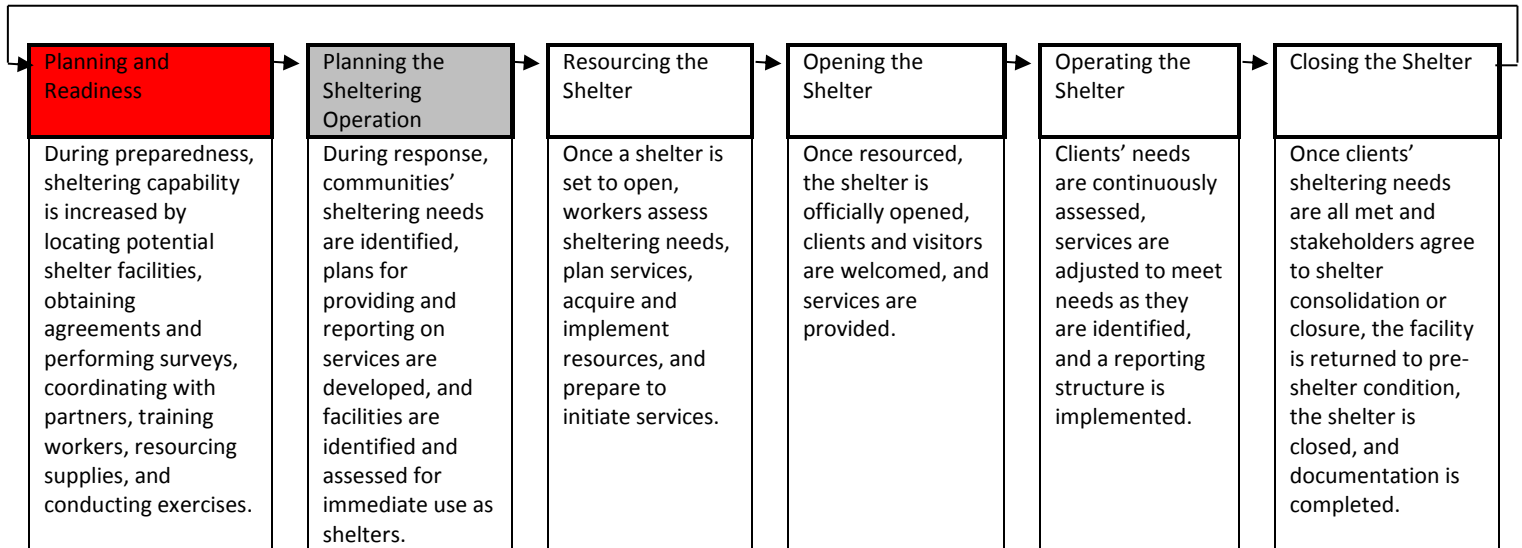 Planning and
Readiness
During preparedness,
sheltering capability
is increased by
locating potential
shelter facilities,
obtaining
agreements and
performing surveys,
coordinating with
partners, training
workers, resourcing
supplies, and
conducting exercises.
Planning the
Sheltering
Operation
During response,
communities’
sheltering needs
are identified,
plans for
providing and
reporting on
services are
developed, and
facilities are
identified and
assessed for
immediate use as
shelters.
Resourcing the
Shelter
Once a shelter is
set to open,
workers assess
sheltering needs,
plan services,
acquire and
implement
resources, and
prepare to
initiate services.
Opening the
Shelter
Once resourced,
the shelter is
officially opened,
clients and visitors
are welcomed, and
services are
provided.
Operating the
Shelter
Clients’ needs
are continuously
assessed,
services are
adjusted to meet
needs as they
are identified,
and a reporting
structure is
implemented.
Closing the Shelter
Once clients’
sheltering needs
are all met and
stakeholders agree
to shelter
consolidation or
closure, the facility
is returned to pre-
shelter condition,
the shelter is
closed, and
documentation is
completed.